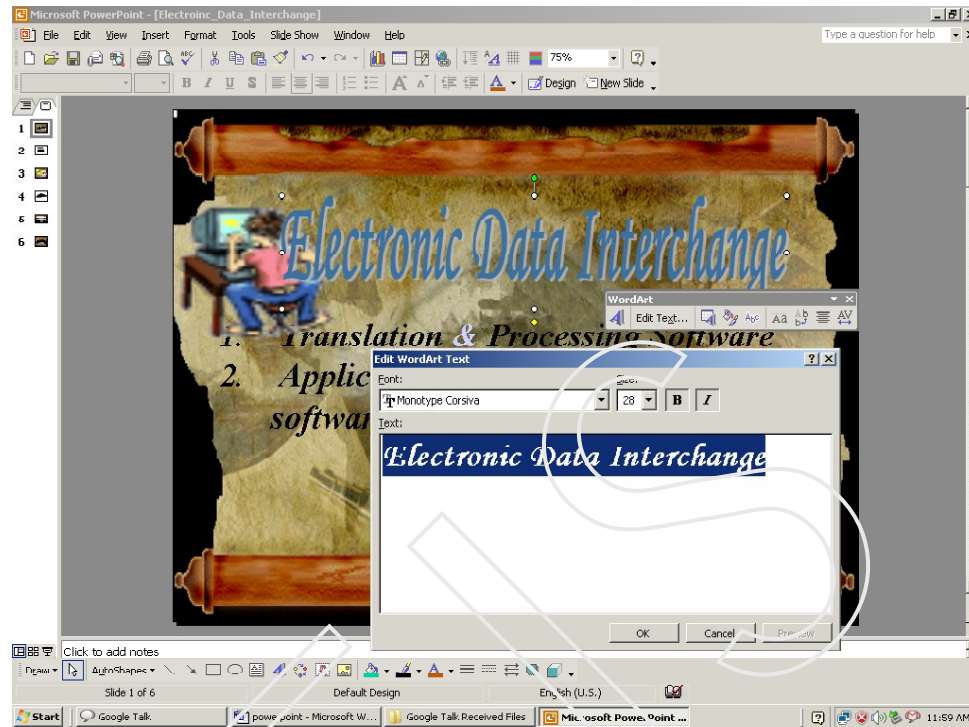 Microsoft PowerPoint - [Electroinc_Data_Interchange]
File Edit View Insert Format Tools Slide Show Window Help
Type a question for help
75%
B I U S A A A Design New Slide
1
2
3
4
5
6
Electronic Data Interchange
WordArt
Edit Text... Abc Aa AV
1. Translation & Processing Software
2. Applic
softwar
Edit WordArt Text
Font:
Size:
Monotype Corsiva
28
B I
Text:
Electronic Data Interchange
OK Cancel Preview
Click to add notes
Draw AutoShapes
Slide 1 of 6 Default Design English (U.S.)
Start Google Talk power point - Microsoft W... Google Talk Received Files Microsoft PowerPoint ... 11:59 AM